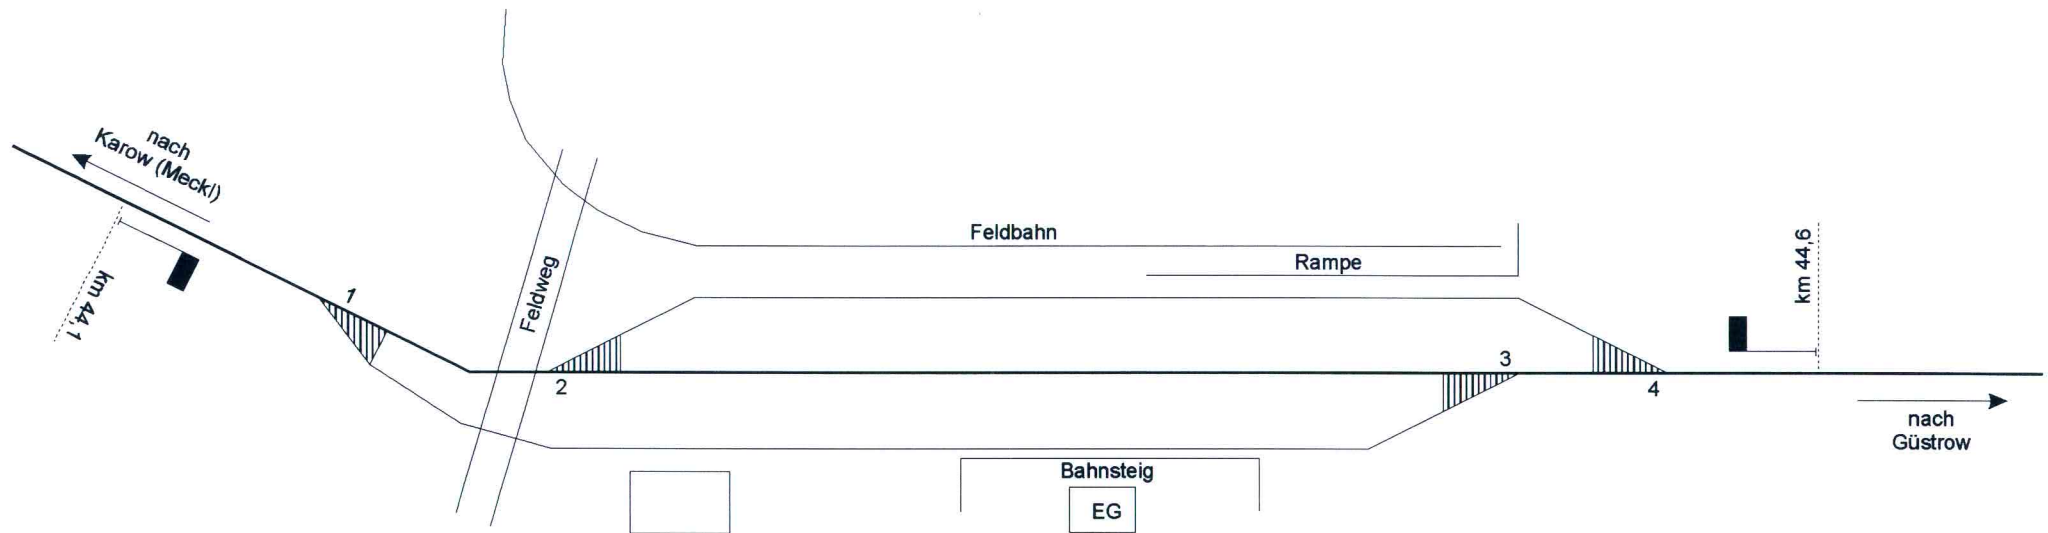 nach
Karow (Meckl)
km 44,1
1
Feldweg
2
Feldbahn
Rampe
3
4
km 44,6
nach
Güstrow
Bahnsteig
EG